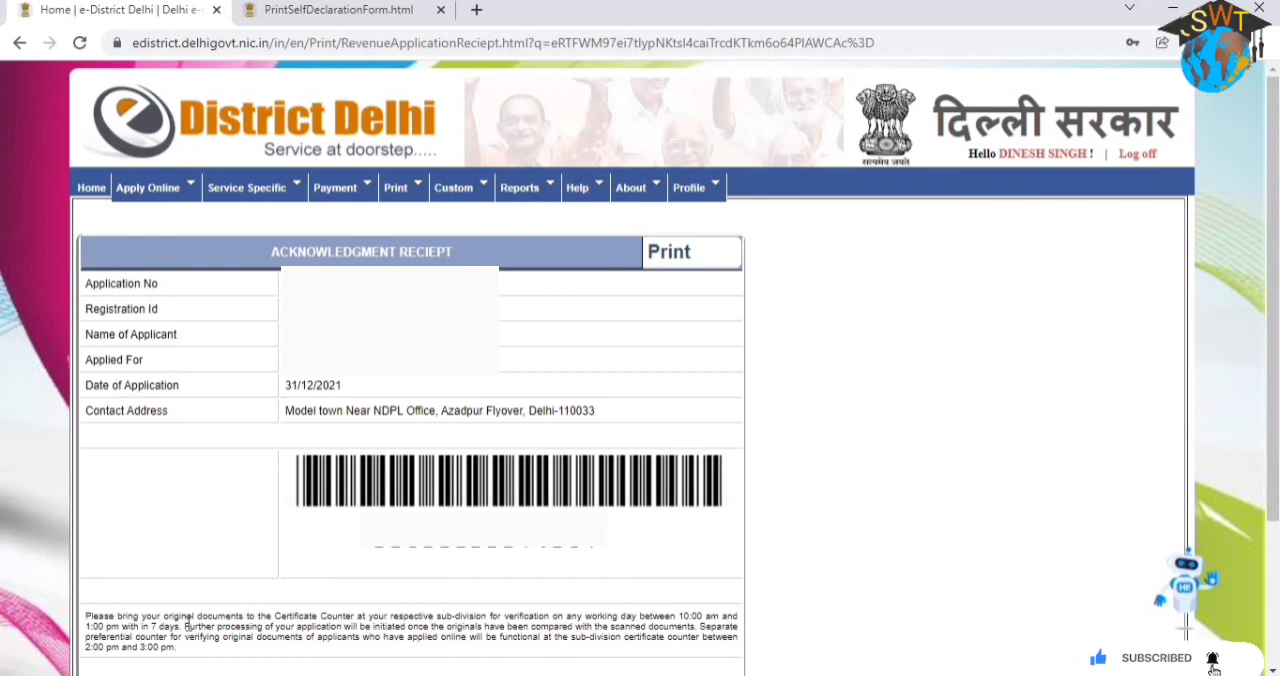 Home | e-District Delhi | Delhi e-
PrintSelfDeclarationForm.html
edistrict.delhigovt.nic.in/in/en/Print/RevenueApplicationReciept.html?q=eRTFWM97ei7tlypNKtsl4caiTrcdKTkm6o64PlAWCAc%3D
SWT
District Delhi
Service at doorstep.....
सत्यमेव जयते
दिल्ली सरकार
Hello DINESH SINGH ! | Log off
Home Apply Online Service Specific Payment Print Custom Reports Help About Profile
ACKNOWLEDGMENT RECIEPT Print
Application No
Registration Id
Name of Applicant
Applied For
Date of Application 31/12/2021
Contact Address Model town Near NDPL Office, Azadpur Flyover, Delhi-110033
Please bring your original documents to the Certificate Counter at your respective sub-division for verification on any working day between 10:00 am and
1:00 pm with in 7 days. Further processing of your application will be initiated once the originals have been compared with the scanned documents. Separate
preferential counter for verifying original documents of applicants who have applied online will be functional at the sub-division certificate counter between
2:00 pm and 3:00 pm.
HI!
SUBSCRIBED